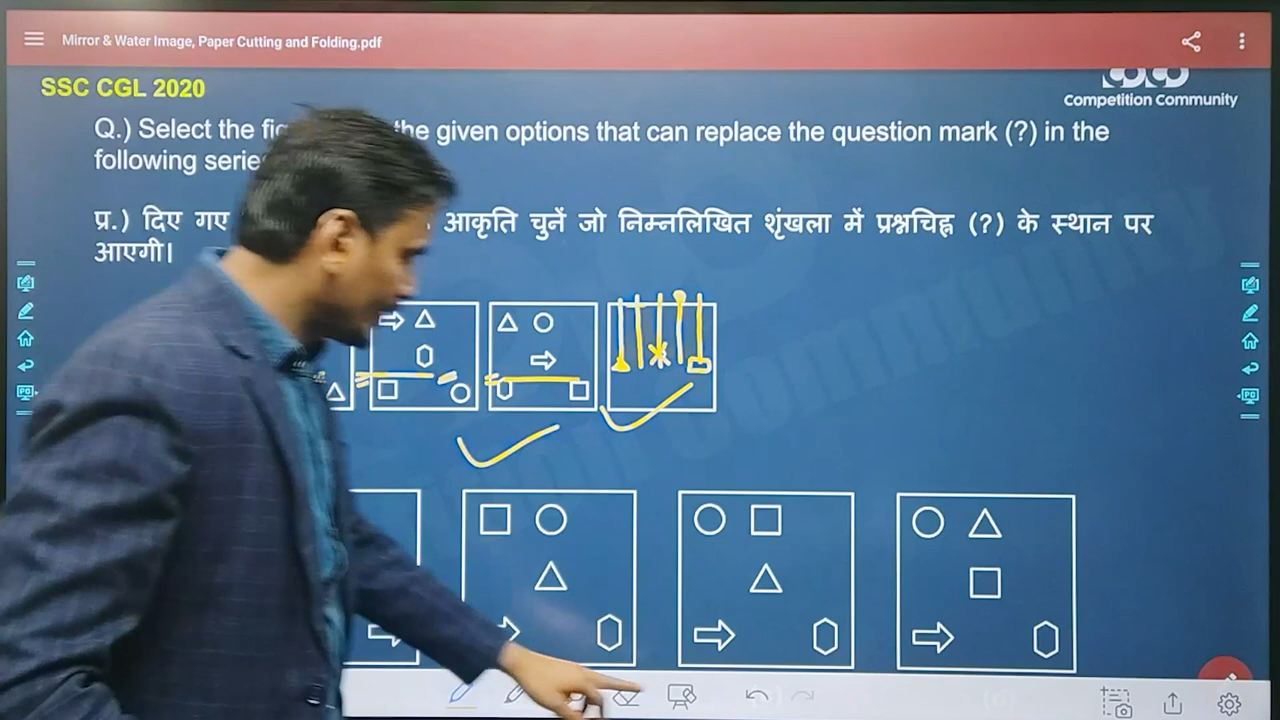 Mirror & Water Image, Paper Cutting and Folding.pdf
SSC CGL 2020
Competition Community
Q.) Select the the given options that can replace the question mark (?) in the
following
प्र.) दिए गए आकृति चुनें जो निम्नलिखित शृंखला में प्रश्नचिह्न (?) के स्थान पर
आएगी।